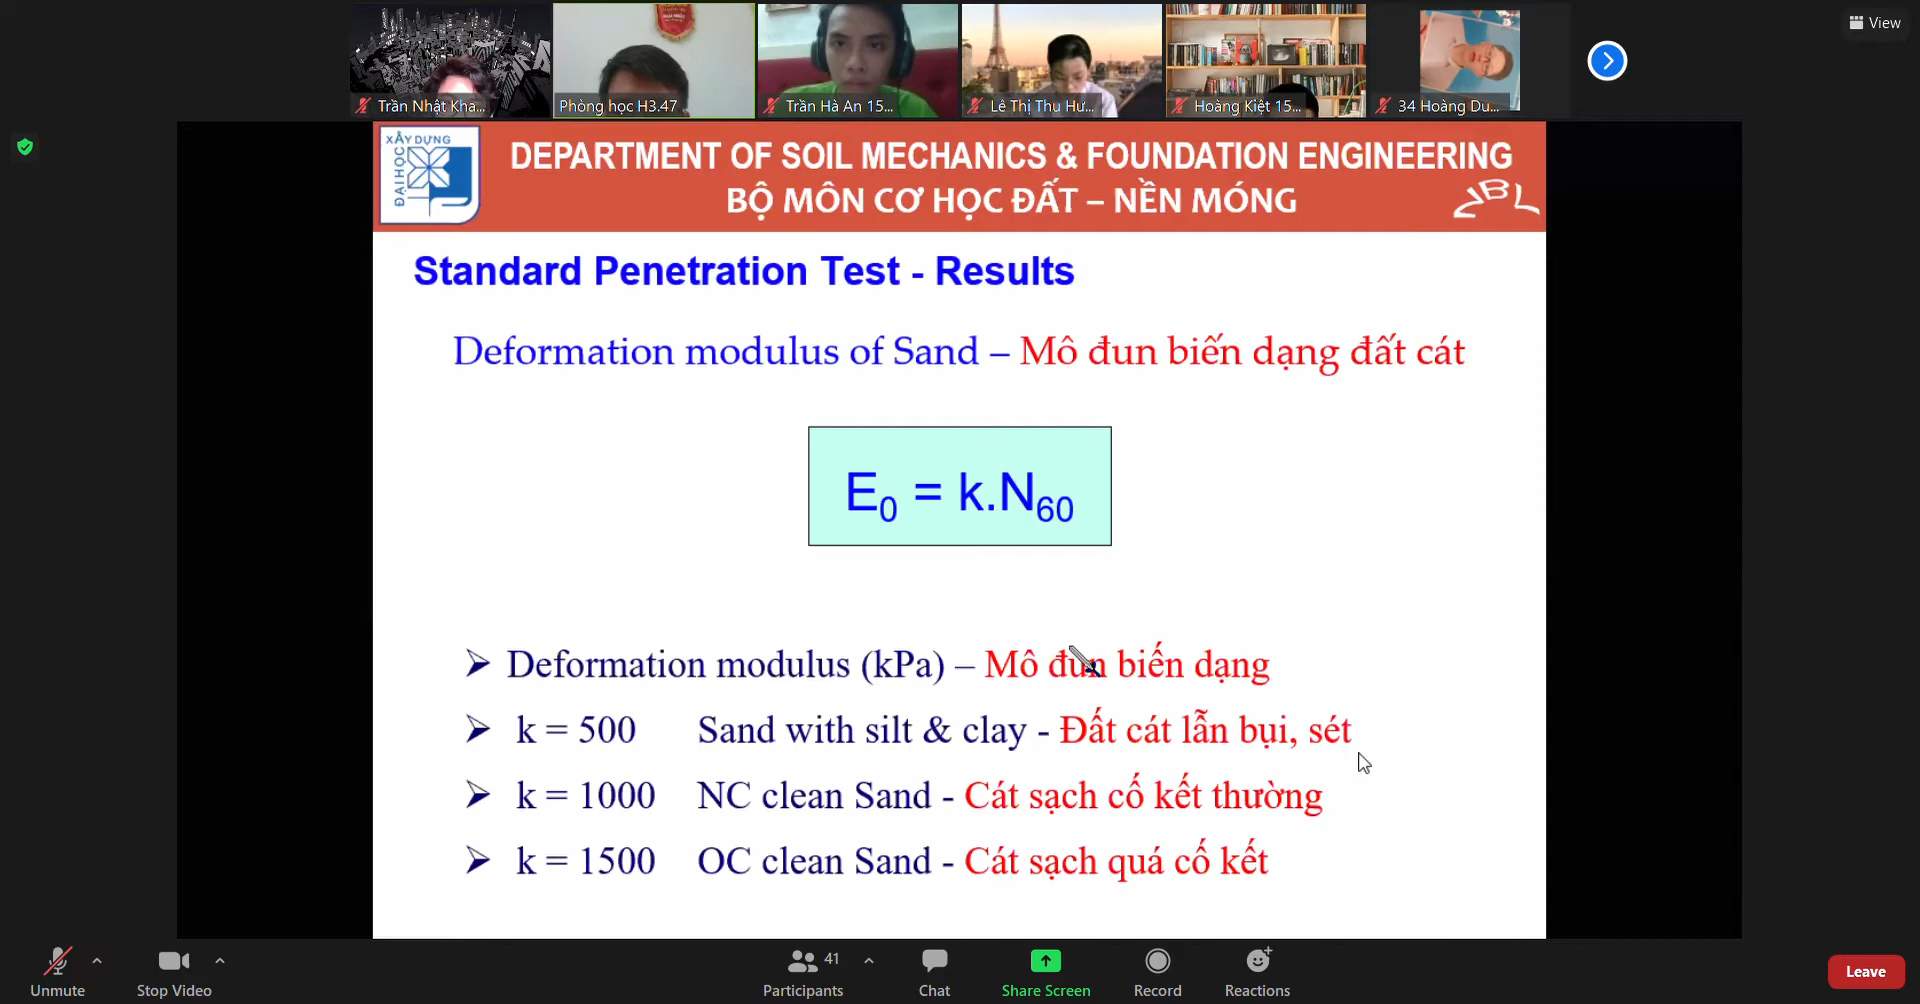 View
Trần Nhật Kha...
Phòng học H3.47
Trần Hà An 15...
Lê Thị Thu Hư...
Hoàng Kiệt 15...
34 Hoàng Du...
XÂY DỰNG
ĐẠI HỌC
DEPARTMENT OF SOIL MECHANICS & FOUNDATION ENGINEERING
BỘ MÔN CƠ HỌC ĐẤT – NỀN MÓNG
Standard Penetration Test - Results
Deformation modulus of Sand – Mô đun biến dạng đất cát
E₀ = k.N₆₀
➢ Deformation modulus (kPa) – Mô đun biến dạng
➢ k = 500 Sand with silt & clay - Đất cát lẫn bụi, sét
➢ k = 1000 NC clean Sand - Cát sạch cố kết thường
➢ k = 1500 OC clean Sand - Cát sạch quá cố kết
Unmute
Stop Video
41
Participants
Chat
Share Screen
Record
Reactions
Leave